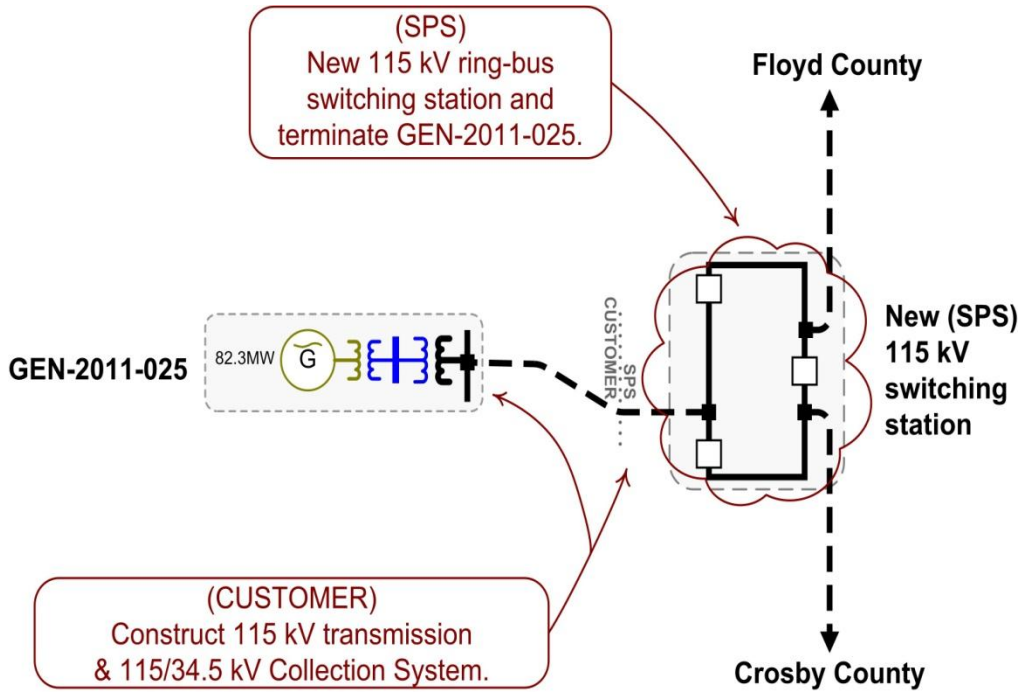 (SPS)
New 115 kV ring-bus
switching station and
terminate GEN-2011-025.
Floyd County
GEN-2011-025
82.3MW
G
CUSTOMER
SPS
New (SPS)
115 kV
switching
station
(CUSTOMER)
Construct 115 kV transmission
& 115/34.5 kV Collection System.
Crosby County